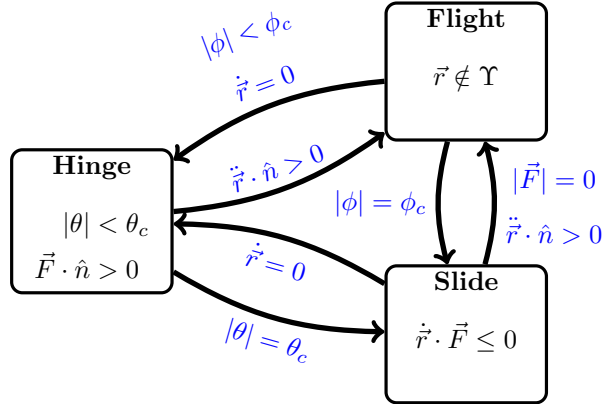 Flight
$\vec{r} \notin \Upsilon$
$|\phi| < \phi_c$
$\dot{\vec{r}} = 0$
Hinge
$|\theta| < \theta_c$
$\vec{F} \cdot \hat{n} > 0$
$\ddot{\vec{r}} \cdot \hat{n} > 0$
$|\phi| = \phi_c$
$|\vec{F}| = 0$
$\ddot{\vec{r}} \cdot \hat{n} > 0$
$\dot{\vec{r}} = 0$
$|\theta| = \theta_c$
Slide
$\dot{\vec{r}} \cdot \vec{F} \leq 0$